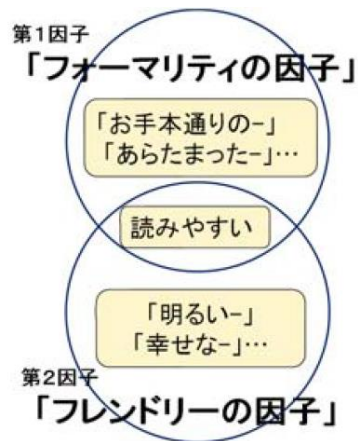 第1因子
「フォーマリティの因子」
「お手本通りの-」
「あらたまった-」…
読みやすい
「明るい-」
「幸せな-」…
第2因子
「フレンドリーの因子」